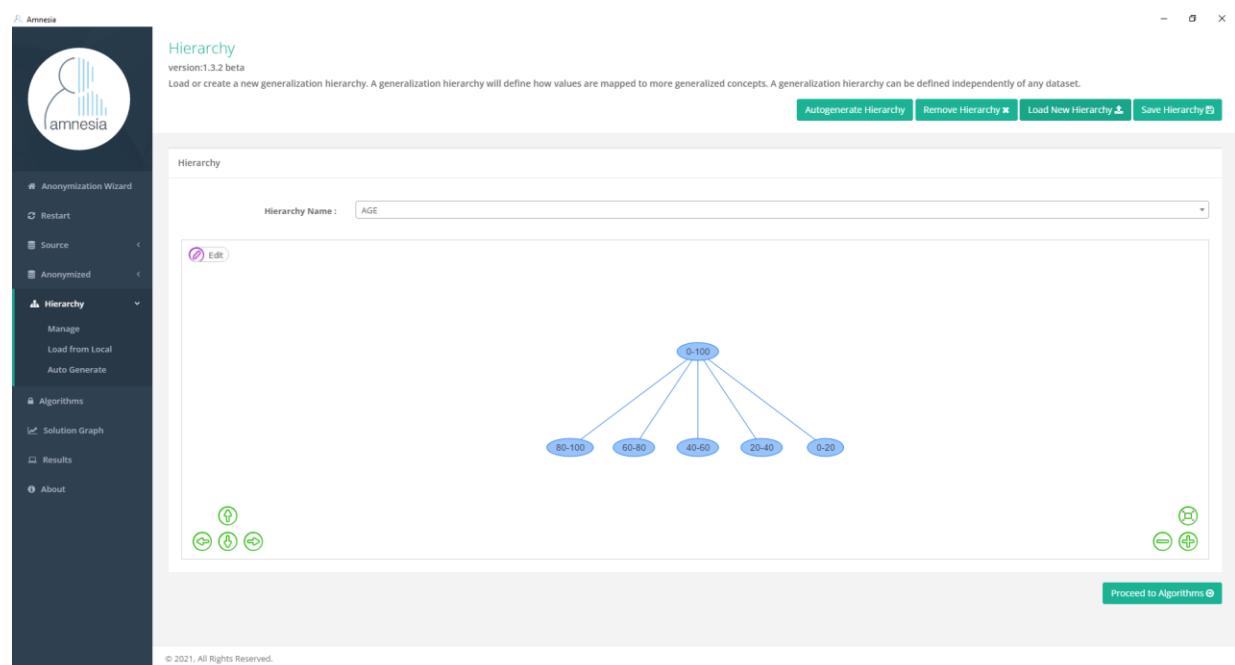 Amnesia
amnesia
Anonymization Wizard
Restart
Source
Anonymized
Hierarchy
Manage
Load from Local
Auto Generate
Algorithms
Solution Graph
Results
About
Hierarchy
version:1.3.2 beta
Load or create a new generalization hierarchy. A generalization hierarchy will define how values are mapped to more generalized concepts. A generalization hierarchy can be defined independently of any dataset.
Autogenerate Hierarchy Remove Hierarchy Load New Hierarchy Save Hierarchy
Hierarchy
Hierarchy Name : AGE
Edit
0-100
80-100 60-80 40-60 20-40 0-20
Proceed to Algorithms
© 2021, All Rights Reserved.